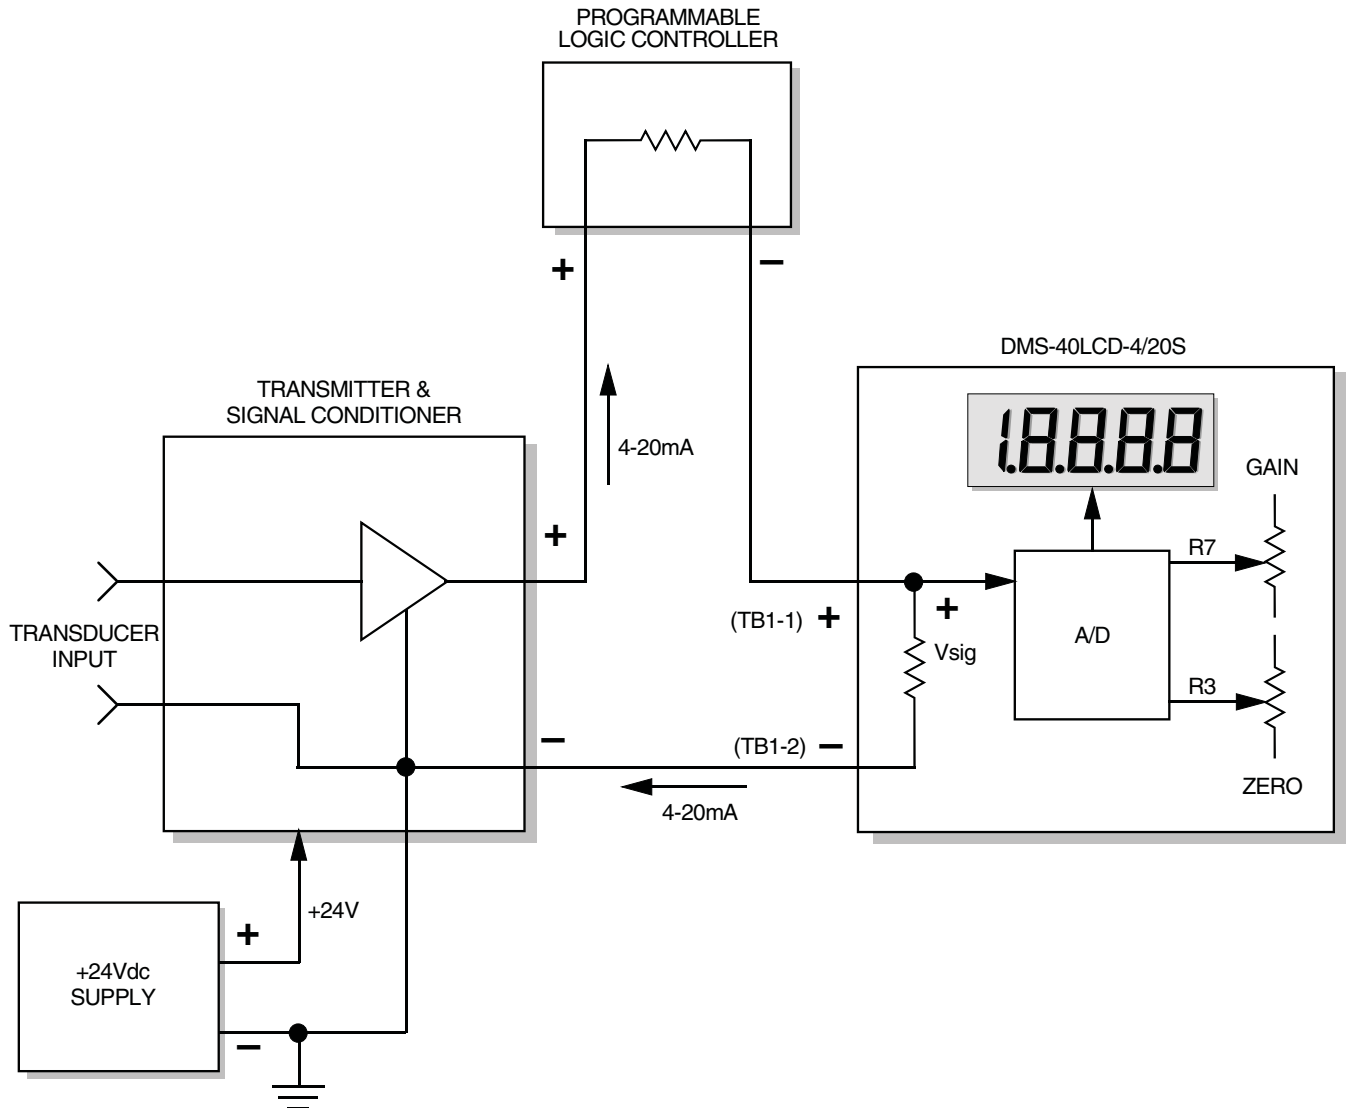 PROGRAMMABLE
LOGIC CONTROLLER
+
−
DMS-40LCD-4/20S
1.8.8.8.8
GAIN
R7
A/D
R3
ZERO
TRANSMITTER &
SIGNAL CONDITIONER
4-20mA
+
(TB1-1) +
+
Vsig
TRANSDUCER
INPUT
−
(TB1-2) −
4-20mA
+24V
+
+24Vdc
SUPPLY
−